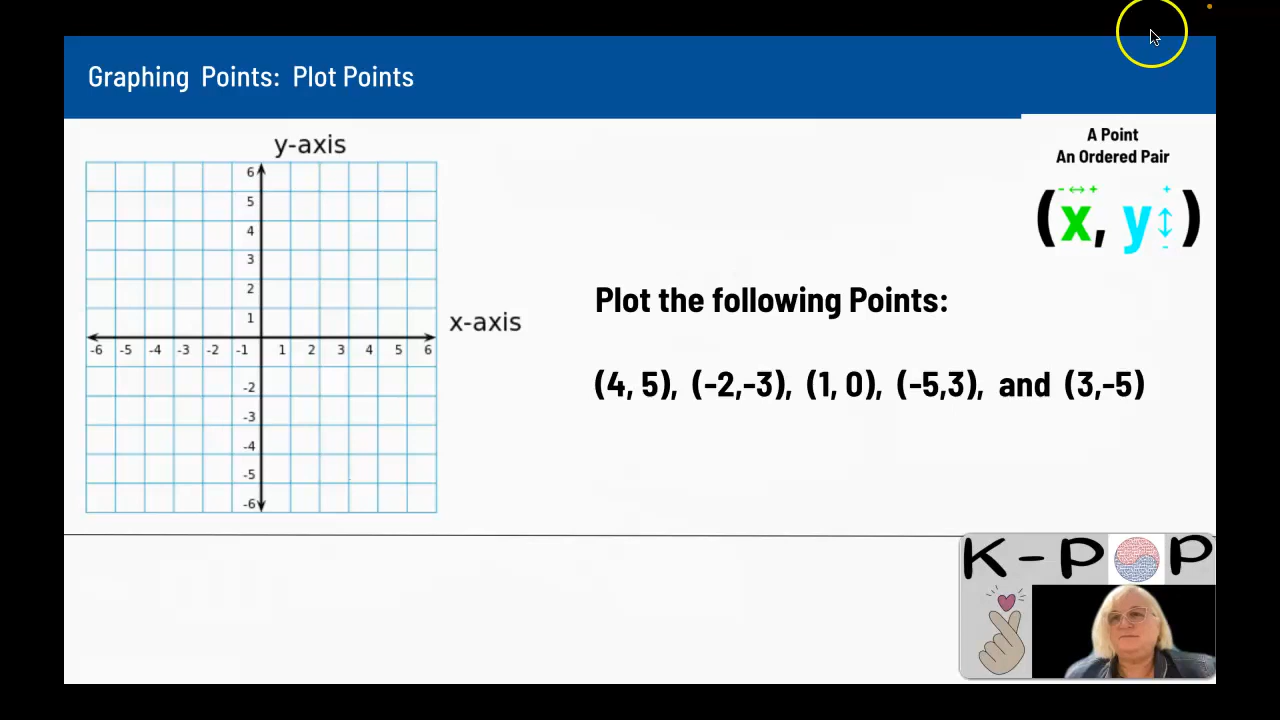 Graphing Points: Plot Points
y-axis
A Point
An Ordered Pair
- ↔ + +
(x, y↕)
-
6
5
4
3
2
1
x-axis
-6 -5 -4 -3 -2 -1 1 2 3 4 5 6
-2
-3
-4
-5
-6
Plot the following Points:
(4, 5), (-2,-3), (1, 0), (-5,3), and (3,-5)
K-POP